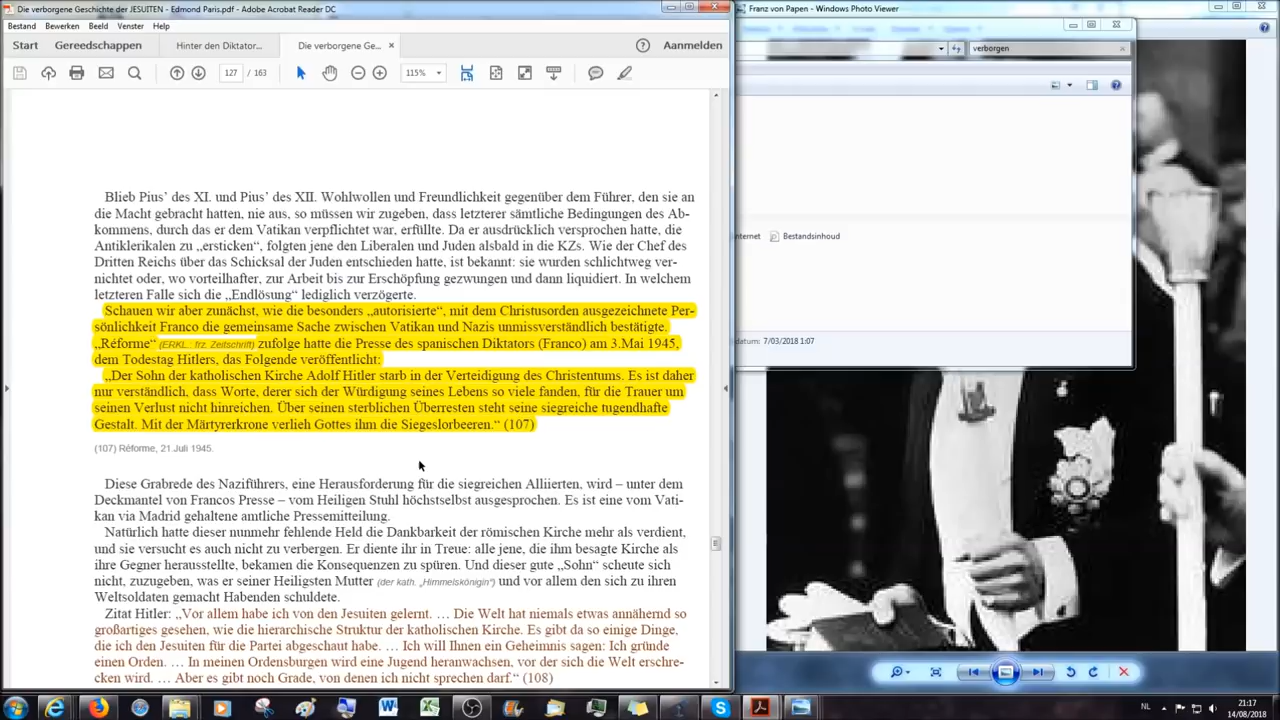 Die verborgene Geschichte der JESUITEN - Edmond Paris.pdf - Adobe Acrobat Reader DC
Franz von Papen - Windows Photo Viewer
Bestand Bewerken Beeld Venster Help
Start Gereedschappen Hinter den Diktator... Die verborgene Ge... × Aanmelden
verborgen
127 / 163 115%
Blieb Pius’ des XI. und Pius’ des XII. Wohlwollen und Freundlichkeit gegenüber dem Führer, den sie an
die Macht gebracht hatten, nie aus, so müssen wir zugeben, dass letzterer sämtliche Bedingungen des Ab-
kommens, durch das er dem Vatikan verpflichtet war, erfüllte. Da er ausdrücklich versprochen hatte, die
Antiklerikalen zu „ersticken“, folgten jene den Liberalen und Juden alsbald in die KZs. Wie der Chef des
Dritten Reichs über das Schicksal der Juden entschieden hatte, ist bekannt: sie wurden schlichtweg ver-
nichtet oder, wo vorteilhafter, zur Arbeit bis zur Erschöpfung gezwungen und dann liquidiert. In welchem
letzteren Falle sich die „Endlösung“ lediglich verzögerte.
Schauen wir aber zunächst, wie die besonders „autorisierte“, mit dem Christusorden ausgezeichnete Per-
sönlichkeit Franco die gemeinsame Sache zwischen Vatikan und Nazis unmissverständlich bestätigte.
„Réforme“ (ERKL.: frz. Zeitschrift) zufolge hatte die Presse des spanischen Diktators (Franco) am 3.Mai 1945,
dem Todestag Hitlers, das Folgende veröffentlicht:
„Der Sohn der katholischen Kirche Adolf Hitler starb in der Verteidigung des Christentums. Es ist daher
nur verständlich, dass Worte, derer sich der Würdigung seines Lebens so viele fanden, für die Trauer um
seinen Verlust nicht hinreichen. Über seinen sterblichen Überresten steht seine siegreiche tugendhafte
Gestalt. Mit der Märtyrerkrone verlieh Gottes ihm die Siegeslorbeeren.“ (107)
(107) Réforme, 21.Juli 1945.
Diese Grabrede des Naziführers, eine Herausforderung für die siegreichen Alliierten, wird – unter dem
Deckmantel von Francos Presse – vom Heiligen Stuhl höchstselbst ausgesprochen. Es ist eine vom Vati-
kan via Madrid gehaltene amtliche Pressemitteilung.
Natürlich hatte dieser nunmehr fehlende Held die Dankbarkeit der römischen Kirche mehr als verdient,
und sie versucht es auch nicht zu verbergen. Er diente ihr in Treue: alle jene, die ihm besagte Kirche als
ihre Gegner herausstellte, bekamen die Konsequenzen zu spüren. Und dieser gute „Sohn“ scheute sich
nicht, zuzugeben, was er seiner Heiligsten Mutter (der kath. „Himmelskönigin“) und vor allem den sich zu ihren
Weltsoldaten gemacht Habenden schuldete.
Zitat Hitler: „Vor allem habe ich von den Jesuiten gelernt. … Die Welt hat niemals etwas annähernd so
großartiges gesehen, wie die hierarchische Struktur der katholischen Kirche. Es gibt da so einige Dinge,
die ich den Jesuiten für die Partei abgeschaut habe. … Ich will Ihnen ein Geheimnis sagen: Ich gründe
einen Orden. … In meinen Ordensburgen wird eine Jugend heranwachsen, vor der sich die Welt erschre-
cken wird. … Aber es gibt noch Grade, von denen ich nicht sprechen darf.“ (108)
nternet Bestandsinhoud
datum: 7/03/2018 1:07
NL 21:17
14/08/2018